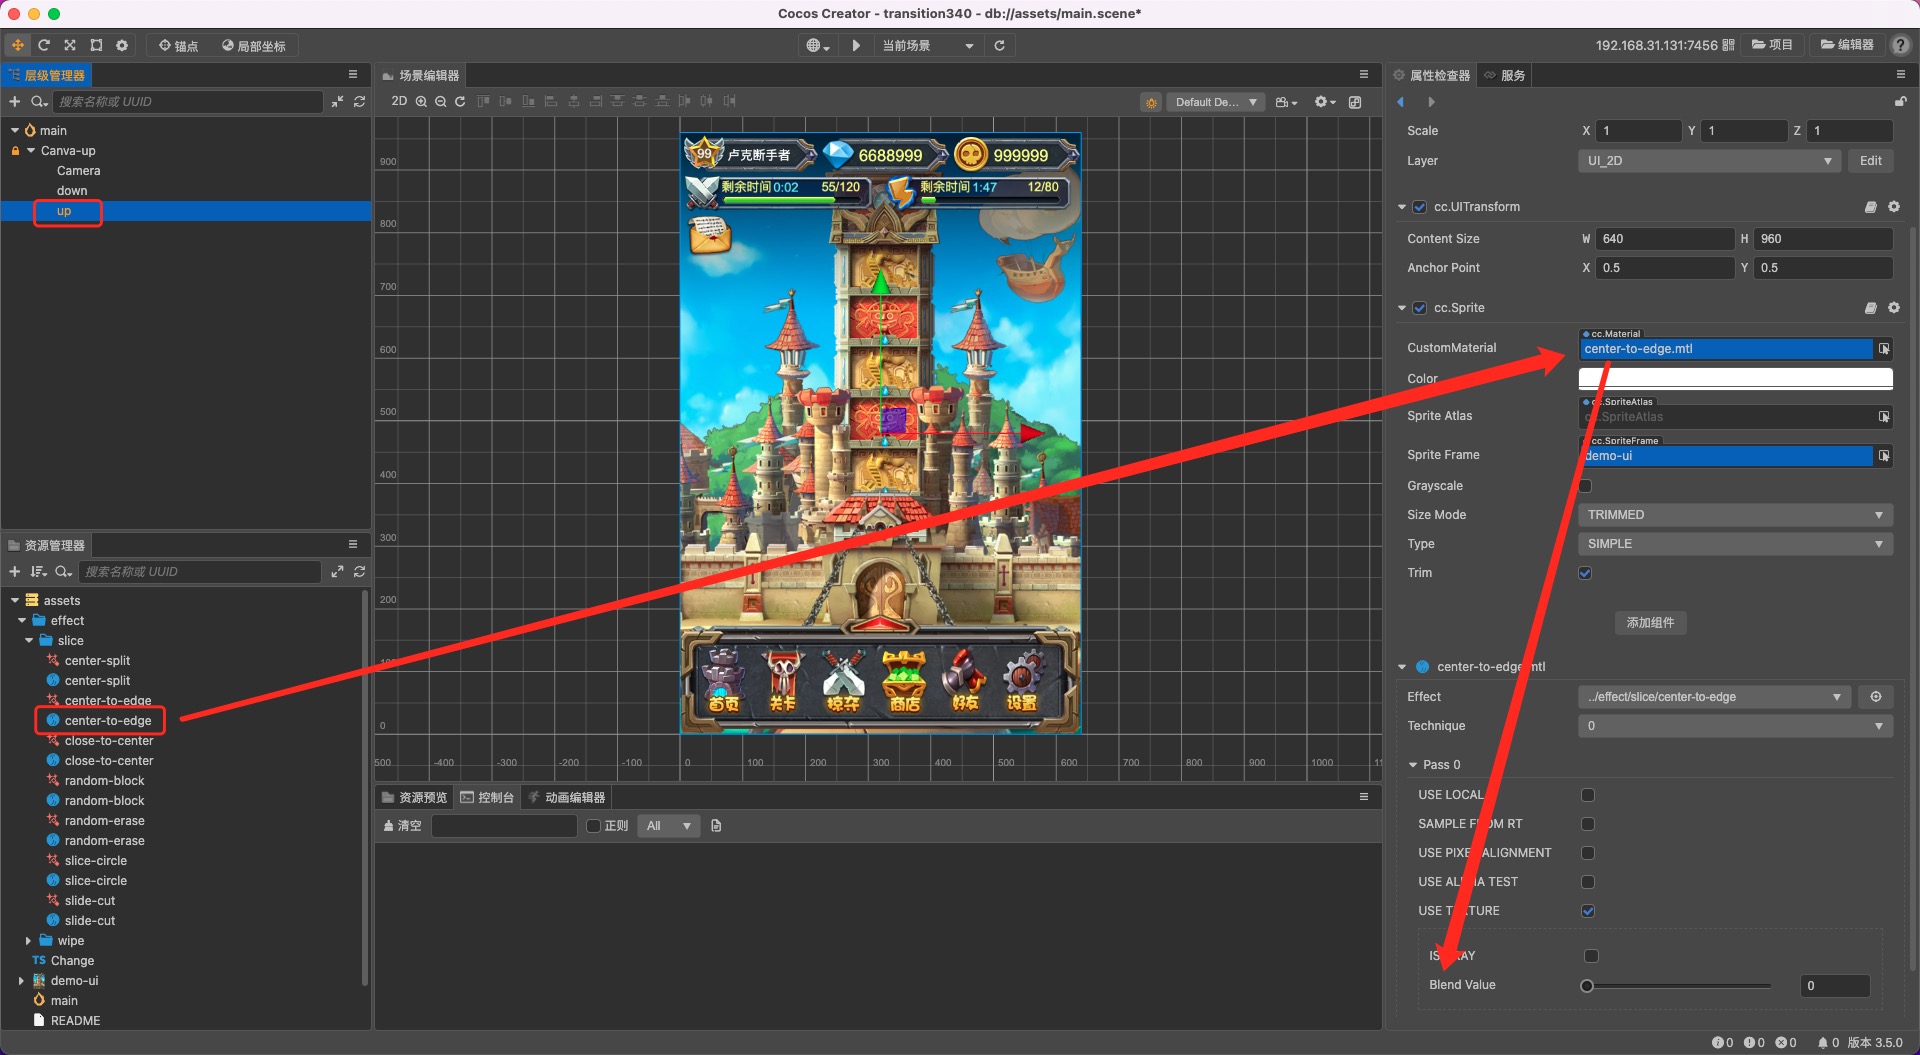 Cocos Creator - transition340 - db://assets/main.scene*
锚点
局部坐标
当前场景
192.168.31.131:7456
项目
编辑器
层级管理器
搜索名称或 UUID
main
Canva-up
Camera
down
up
资源管理器
搜索名称或 UUID
assets
effect
slice
center-split
center-split
center-to-edge
center-to-edge
close-to-center
close-to-center
random-block
random-block
random-erase
random-erase
slice-circle
slice-circle
slide-cut
slide-cut
wipe
TS Change
demo-ui
main
README
场景编辑器
2D
Default De...
900
800
700
600
500
400
300
200
100
0
500 -400 -300 -200 -100 0 100 200 300 400 500 600 700 800 900 1000 11
99
卢克断手者
6688999
999999
剩余时间 0:02
55/120
剩余时间 1:47
12/80
首页
关卡
掠夺
商店
好友
设置
资源预览
控制台
动画编辑器
清空
正则
All
属性检查器
服务
Scale X 1 Y 1 Z 1
Layer UI_2D Edit
cc.UITransform
Content Size W 640 H 960
Anchor Point X 0.5 Y 0.5
cc.Sprite
cc.Material
CustomMaterial center-to-edge.mtl
Color
cc.SpriteAtlas
Sprite Atlas cc.SpriteAtlas
cc.SpriteFrame
Sprite Frame demo-ui
Grayscale
Size Mode TRIMMED
Type SIMPLE
Trim
添加组件
center-to-edge.mtl
Effect ../effect/slice/center-to-edge
Technique 0
Pass 0
USE LOCAL
SAMPLE FROM RT
USE PIXEL ALIGNMENT
USE ALPHA TEST
USE TEXTURE
IS GRAY
Blend Value 0
0 0 0 0 版本 3.5.0